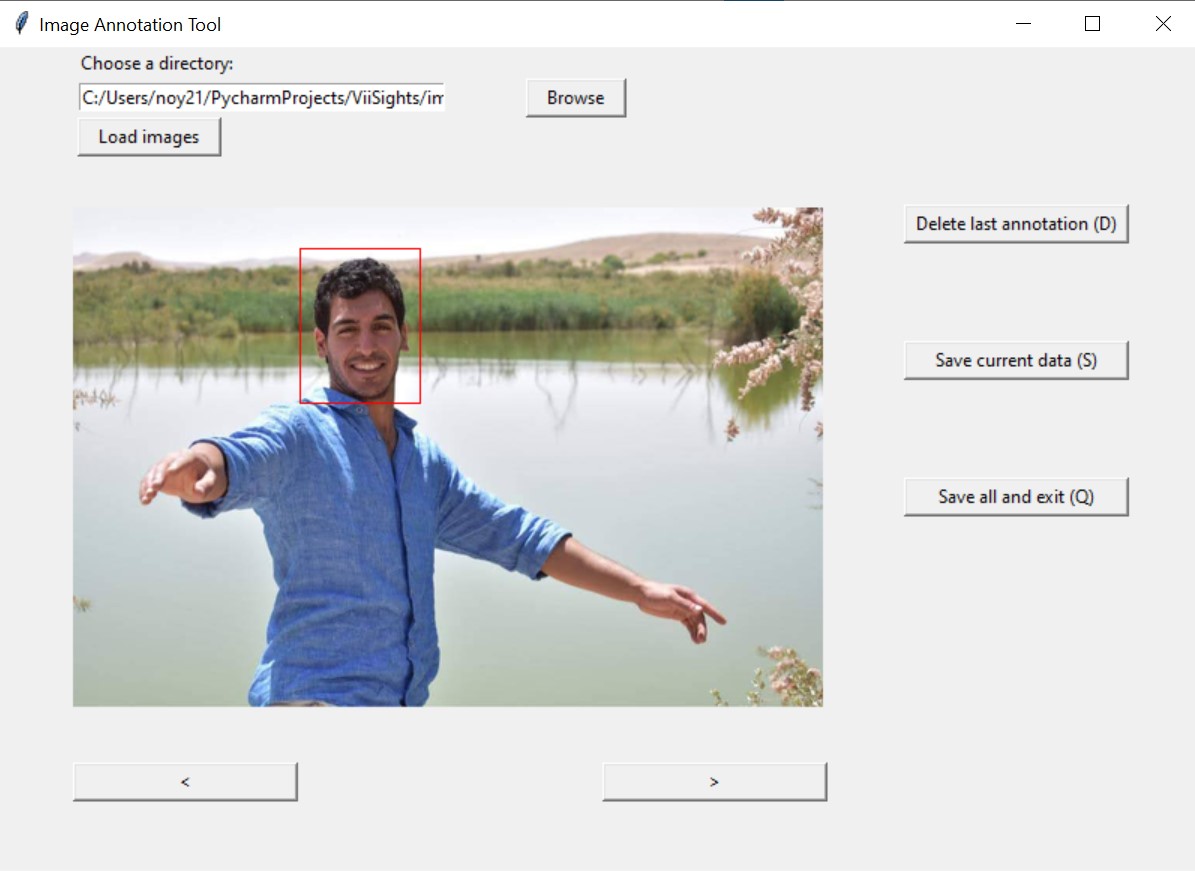 Image Annotation Tool
Choose a directory:
C:/Users/noy21/PycharmProjects/ViiSights/im
Browse
Load images
Delete last annotation (D)
Save current data (S)
Save all and exit (Q)
<
>